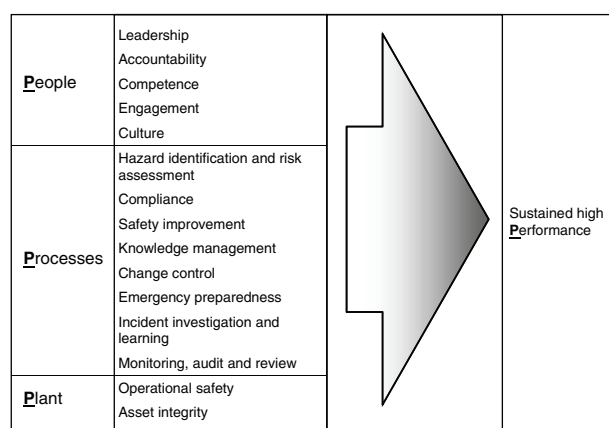 People
Leadership
Accountability
Competence
Engagement
Culture
Processes
Hazard identification and risk
assessment
Compliance
Safety improvement
Knowledge management
Change control
Emergency preparedness
Incident investigation and
learning
Monitoring, audit and review
Plant
Operational safety
Asset integrity
Sustained high
Performance